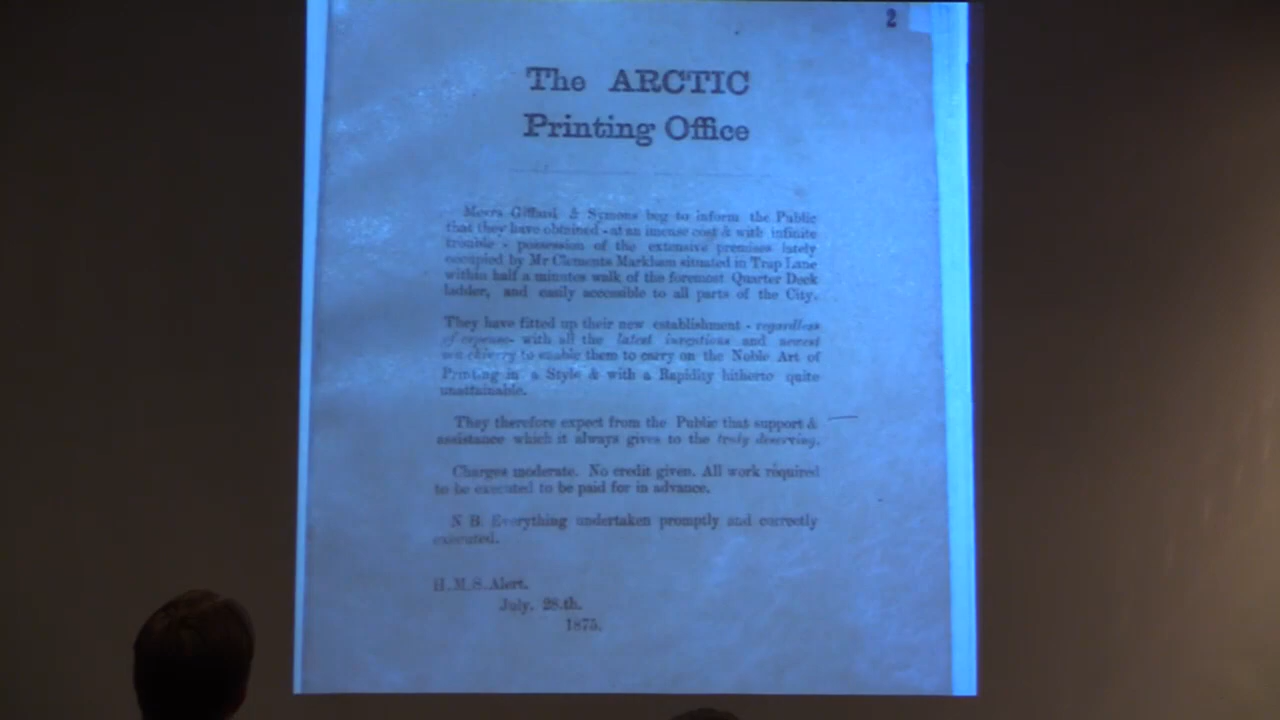 2
The ARCTIC
Printing Office
Messrs Giffard & Symons beg to inform the Public
that they have obtained - at an imense cost & with infinite
trouble - possession of the extensive premises lately
occupied by Mr Clements Markham situated in Trap Lane
within half a minutes walk of the foremost Quarter Deck
ladder, and easily accessible to all parts of the City.
They have fitted up their new establishment - regardless
of expense- with all the latest inventions and newest
to enable them to carry on the Noble Art of
Printing in a Style & with a Rapidity hitherto quite
unattainable.
They therefore expect from the Public that support &
assistance which it always gives to the truly deserving.
Charges moderate. No credit given. All work required
to be executed to be paid for in advance.
N B. Everything undertaken promptly and correctly
executed.
H.M.S.Alert.
July. 28.th.
1875.